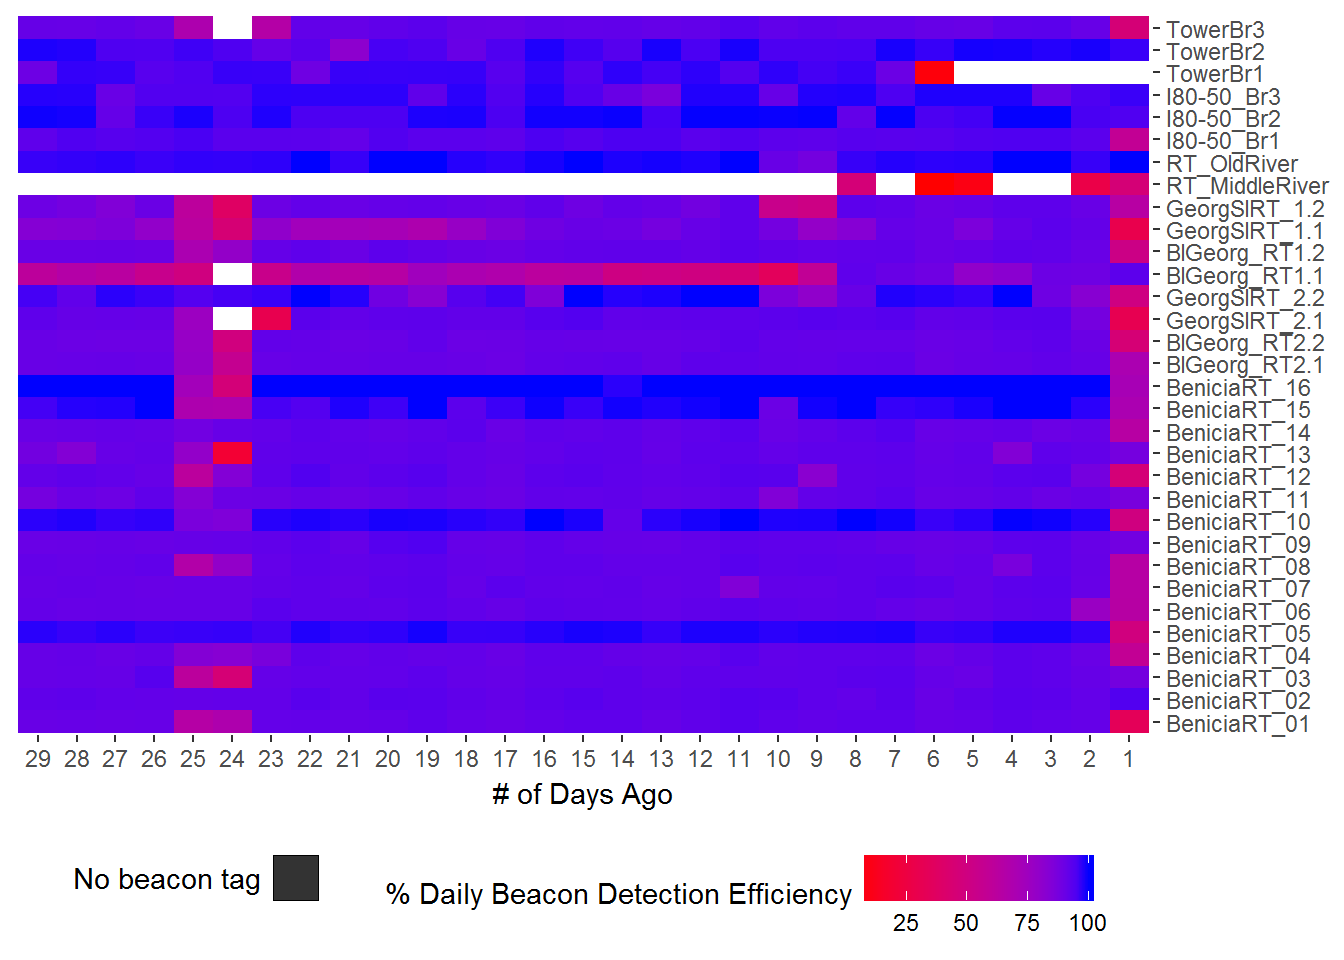 TowerBr3
TowerBr2
TowerBr1
I80-50_Br3
I80-50_Br2
I80-50_Br1
RT_OldRiver
RT_MiddleRiver
GeorgSlRT_1.2
GeorgSlRT_1.1
BlGeorg_RT1.2
BlGeorg_RT1.1
GeorgSlRT_2.2
GeorgSlRT_2.1
BlGeorg_RT2.2
BlGeorg_RT2.1
BeniciaRT_16
BeniciaRT_15
BeniciaRT_14
BeniciaRT_13
BeniciaRT_12
BeniciaRT_11
BeniciaRT_10
BeniciaRT_09
BeniciaRT_08
BeniciaRT_07
BeniciaRT_06
BeniciaRT_05
BeniciaRT_04
BeniciaRT_03
BeniciaRT_02
BeniciaRT_01
29 28 27 26 25 24 23 22 21 20 19 18 17 16 15 14 13 12 11 10 9 8 7 6 5 4 3 2 1
# of Days Ago
No beacon tag
% Daily Beacon Detection Efficiency
25 50 75 100